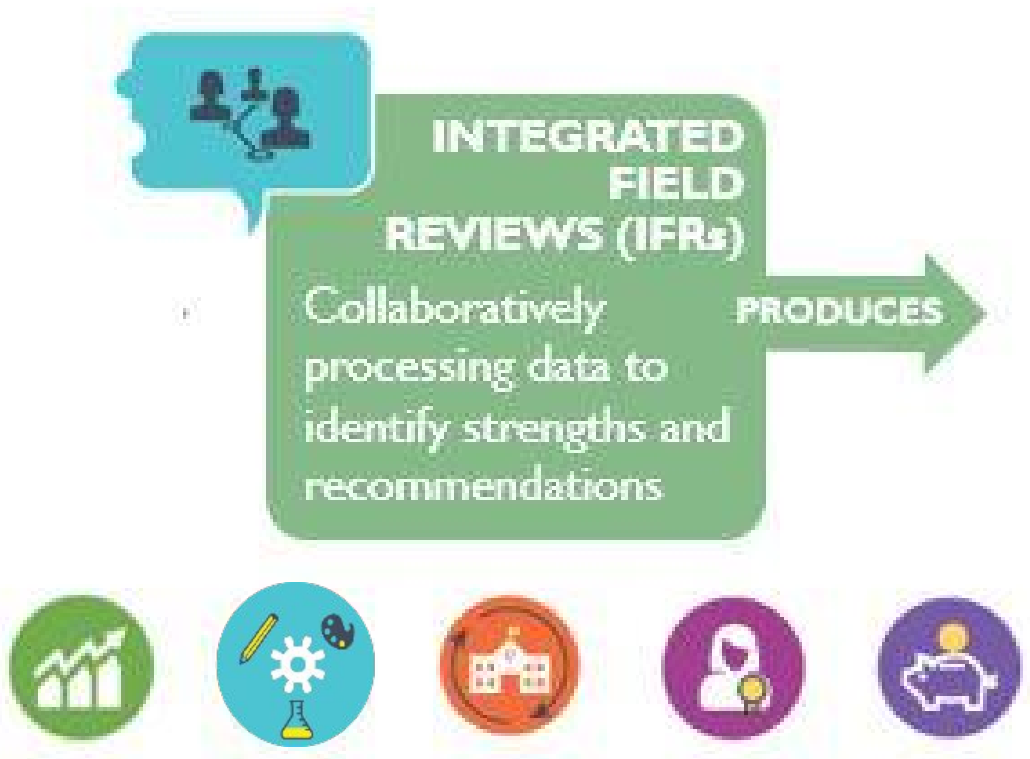 INTEGRATED
FIELD
REVIEWS (IFRs)
Collaboratively
processing data to
identify strengths and
recommendations
PRODUCES